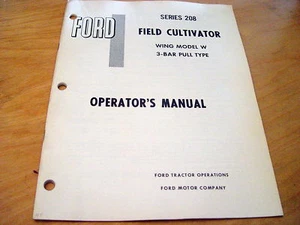 FORD
SERIES 208
FIELD CULTIVATOR
WING MODEL W
3-BAR PULL TYPE
OPERATOR'S MANUAL
FORD TRACTOR OPERATIONS
FORD MOTOR COMPANY